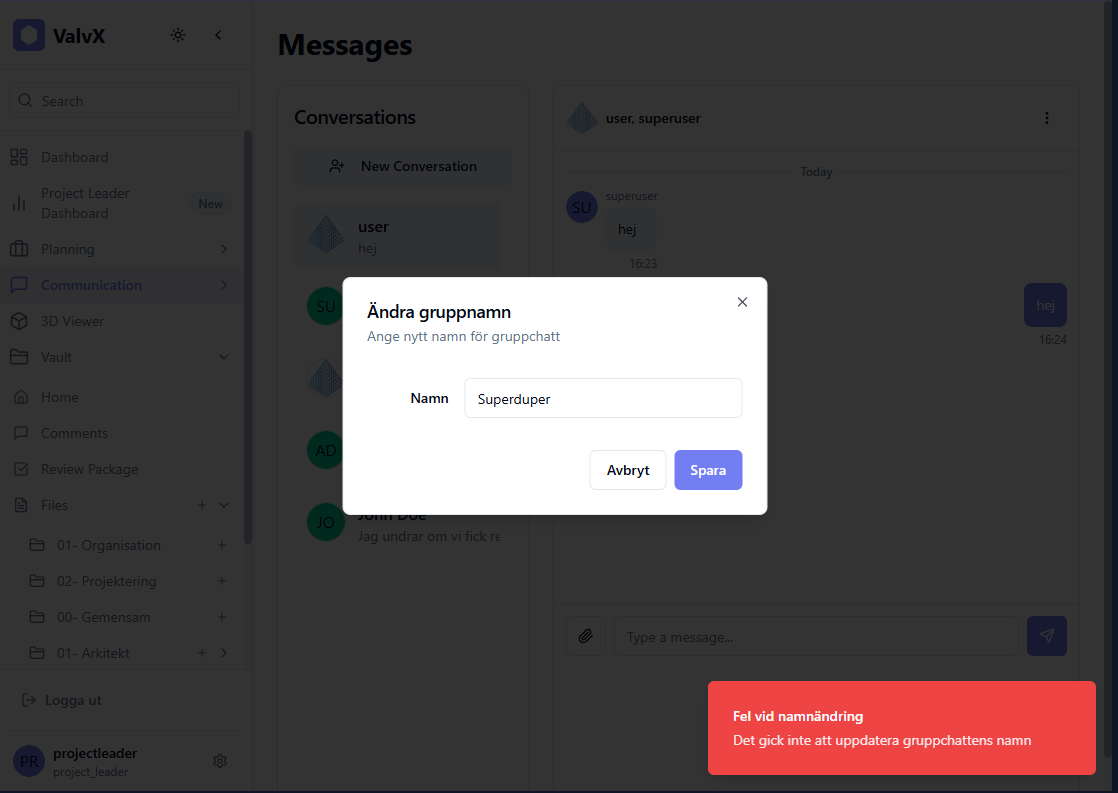 ValvX
Search
Dashboard
Project Leader
Dashboard
New
Planning
Communication
3D Viewer
Vault
Home
Comments
Review Package
Files
01- Organisation
02- Projektering
00- Gemensam
01- Arkitekt
Logga ut
PR
projectleader
project_leader
Messages
Conversations
New Conversation
user
hej
SU
AD
JO
John Doe
Jag undrar om vi fick re
user, superuser
Today
superuser
SU
hej
16:23
hej
16:24
Type a message...
Ändra gruppnamn
Ange nytt namn för gruppchatt
Namn
Superduper
Avbryt
Spara
Fel vid namnändring
Det gick inte att uppdatera gruppchattens namn